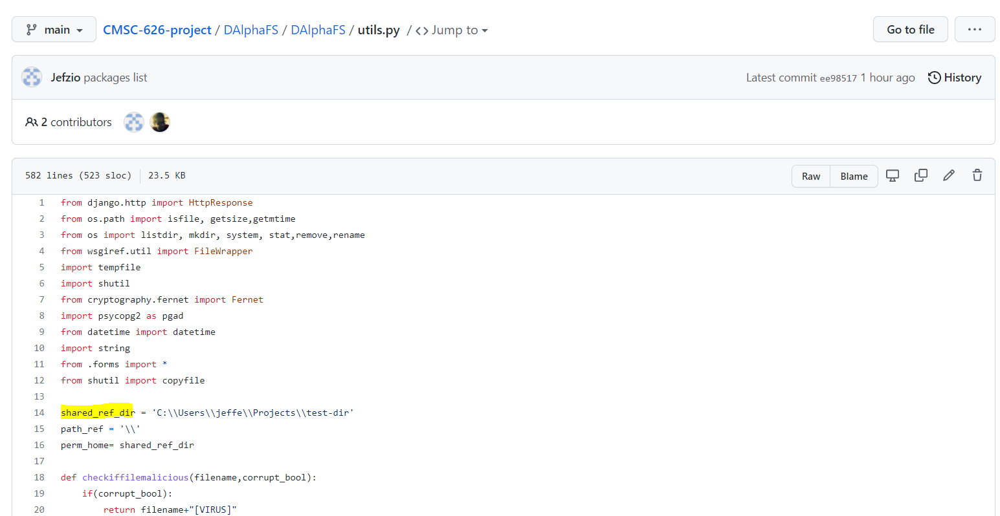 main
CMSC-626-project / DAlphaFS / DAlphaFS / utils.py / <> Jump to
Go to file
...
Jefzio packages list
Latest commit ee98517 1 hour ago
History
2 contributors
582 lines (523 sloc) 23.5 KB
Raw
Blame
1 from django.http import HttpResponse
2 from os.path import isfile, getsize,getmtime
3 from os import listdir, mkdir, system, stat,remove,rename
4 from wsgiref.util import FileWrapper
5 import tempfile
6 import shutil
7 from cryptography.fernet import Fernet
8 import psycopg2 as pgad
9 from datetime import datetime
10 import string
11 from .forms import *
12 from shutil import copyfile
13
14 shared_ref_dir = 'C:\\Users\\jeffe\\Projects\\test-dir'
15 path_ref = '\\'
16 perm_home= shared_ref_dir
17
18 def checkiffilemalicious(filename,corrupt_bool):
19 if(corrupt_bool):
20 return filename+"[VIRUS]"